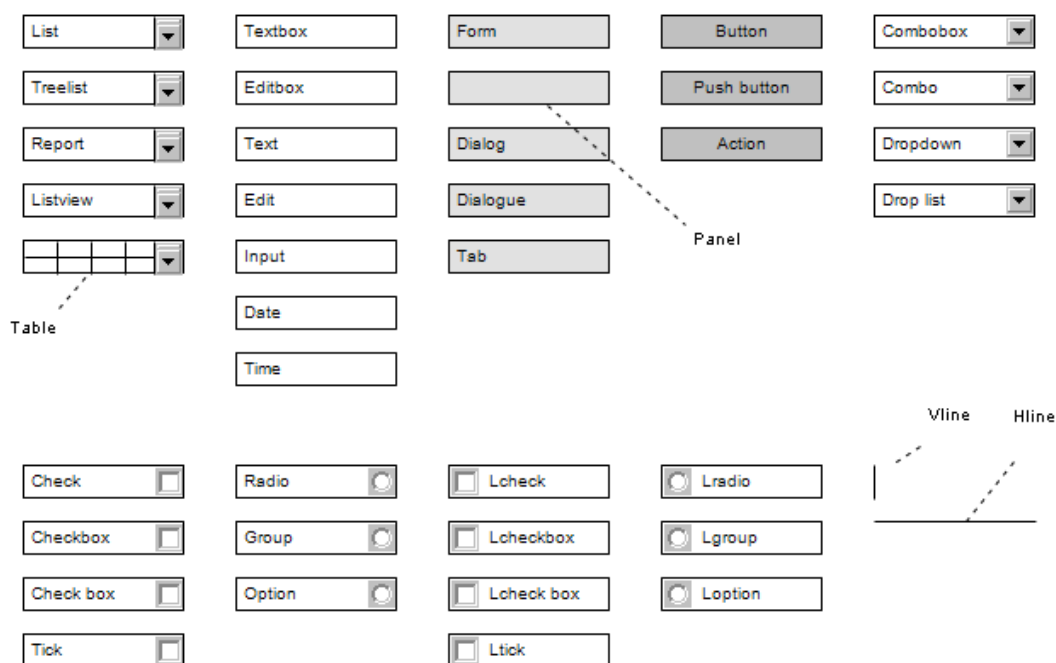 List
Textbox
Form
Button
Combobox
Treelist
Editbox
Push button
Combo
Report
Text
Dialog
Action
Dropdown
Listview
Edit
Dialogue
Drop list
Panel
Input
Tab
Table
Date
Time
Vline
Hline
Check
Radio
Lcheck
Lradio
Checkbox
Group
Lcheckbox
Lgroup
Check box
Option
Lcheck box
Loption
Tick
Ltick